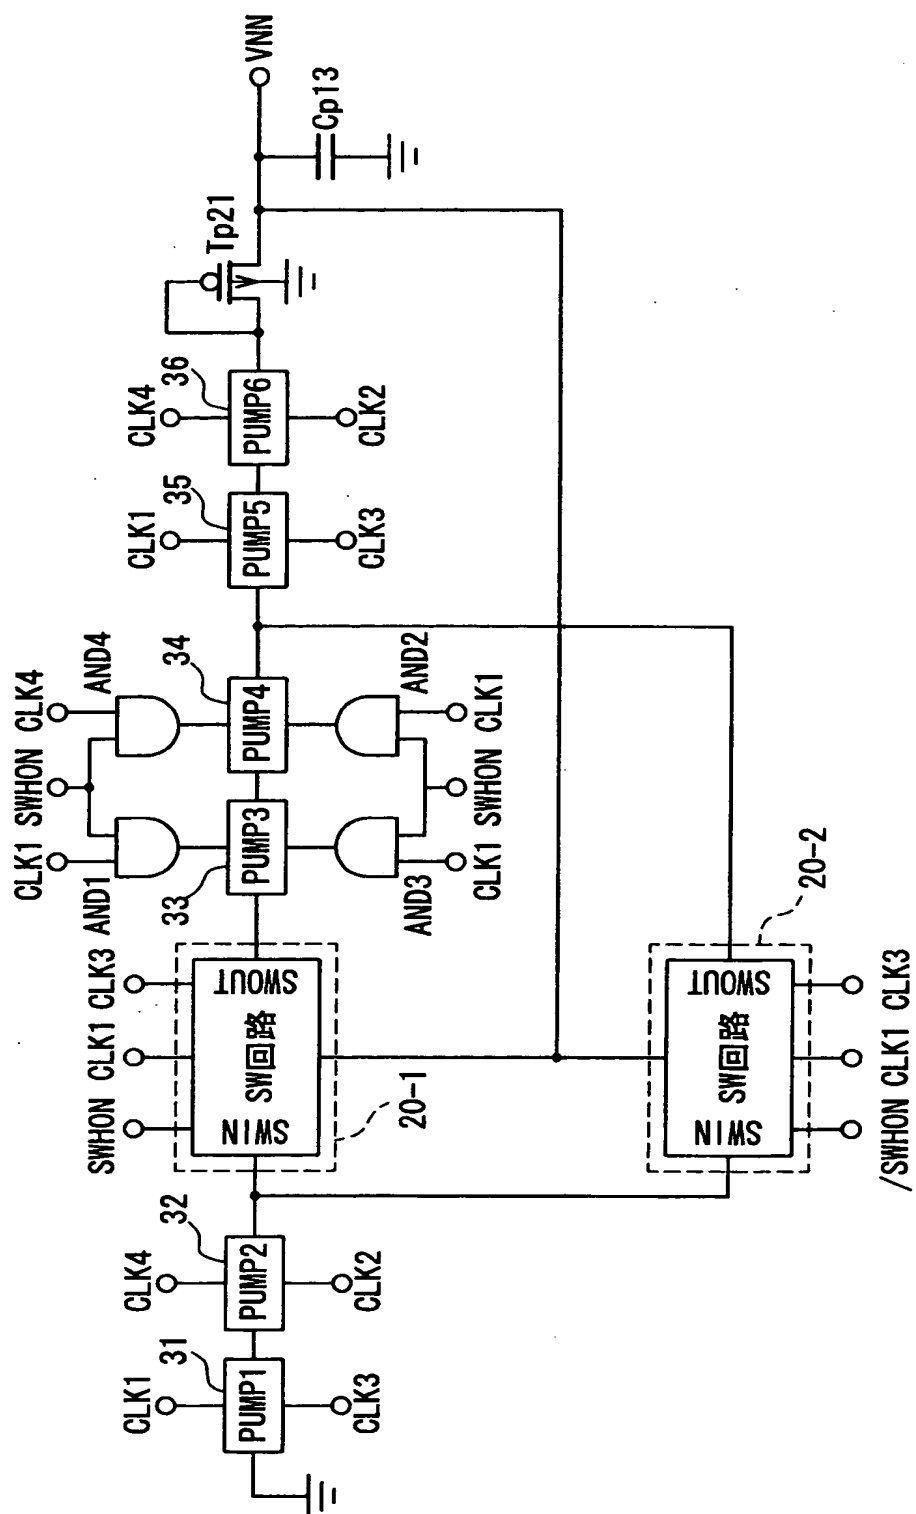 CLK1
31
PUMP1
CLK3
CLK4
32
PUMP2
CLK2
SWHON
CLK1
CLK3
SWIN
SW回路
SWOUT
20-1
CLK1
SWHON
CLK4
AND1
AND4
33
PUMP3
34
PUMP4
AND3
AND2
CLK1
SWHON
CLK1
CLK1
35
PUMP5
CLK3
CLK4
36
PUMP6
CLK2
Tp21
Cp13
VNN
20-2
SWIN
SW回路
SWOUT
/SWHON
CLK1
CLK3